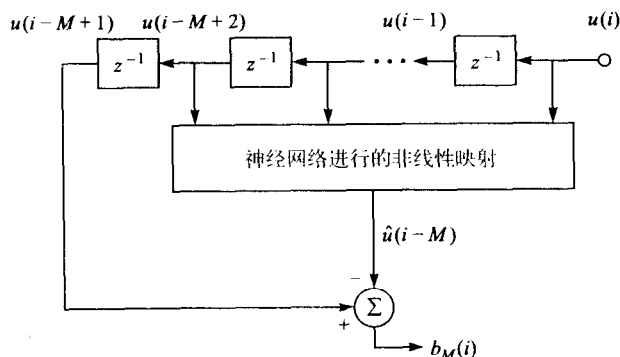 u(i − M + 1)
u(i − M + 2)
u(i − 1)
u(i)
z⁻¹
z⁻¹
• • •
z⁻¹
神经网络进行的非线性映射
û(i − M)
−
+
Σ
b_M(i)